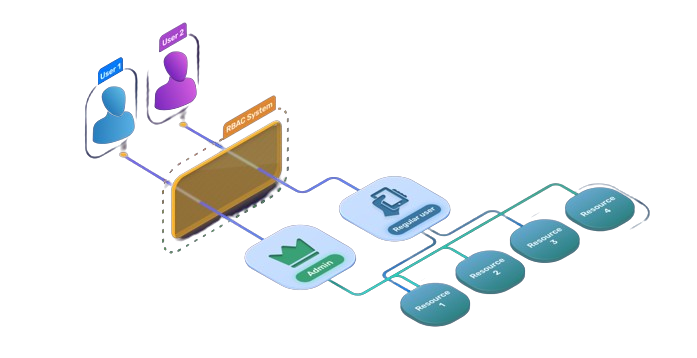 User 2
User 1
RBAC System
Regular user
Admin
Resource
4
Resource
3
Resource
2
Resource
1